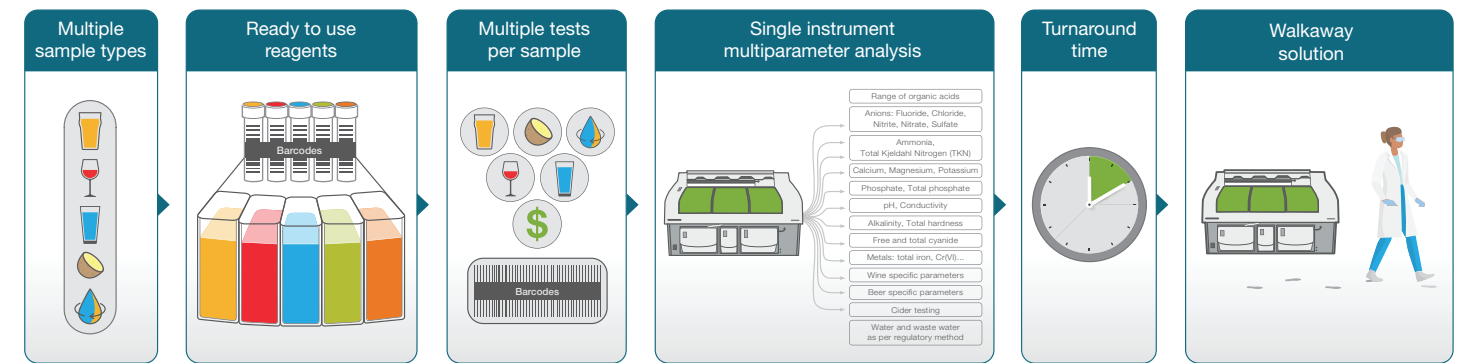 Multiple
sample types
Ready to use
reagents
Barcodes
Multiple tests
per sample
$
Barcodes
Single instrument
multiparameter analysis
Range of organic acids
Anions: Fluoride, Chloride,
Nitrite, Nitrate, Sulfate
Ammonia,
Total Kjeldahl Nitrogen (TKN)
Calcium, Magnesium, Potassium
Phosphate, Total phosphate
pH, Conductivity
Alkalinity, Total hardness
Free and total cyanide
Metals: total iron, Cr(VI)...
Wine specific parameters
Beer specific parameters
Cider testing
Water and waste water
as per regulatory method
Turnaround
time
Walkaway
solution